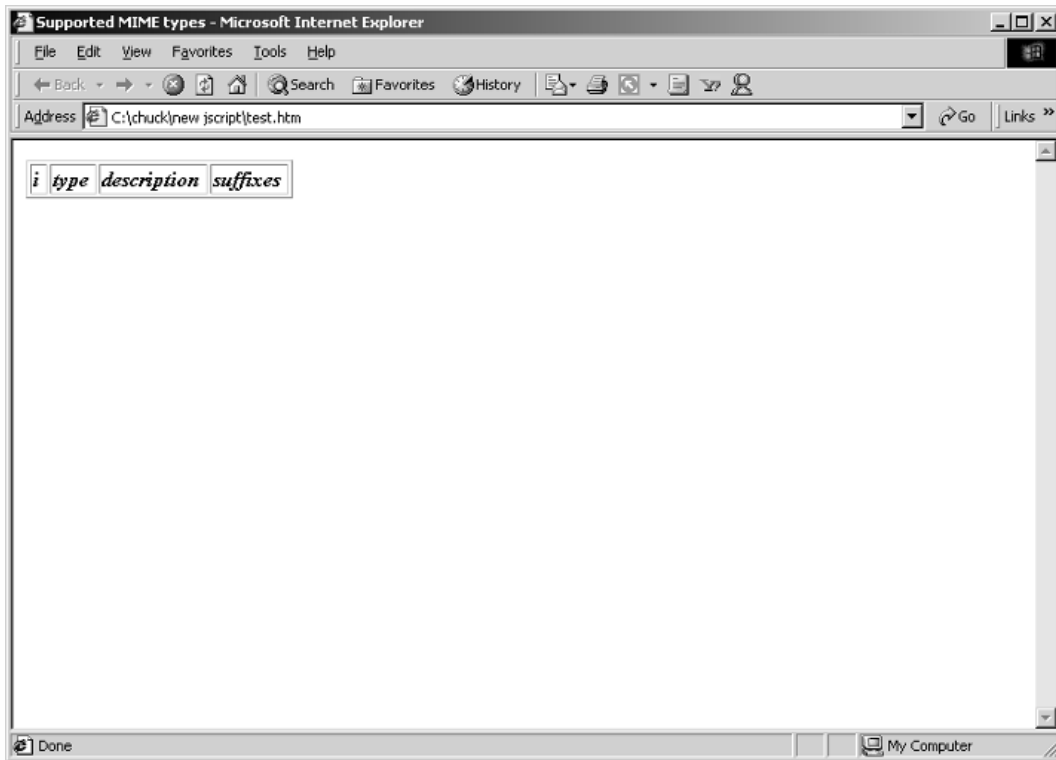 Supported MIME types - Microsoft Internet Explorer
File Edit View Favorites Tools Help
Back Search Favorites History
Address C:\chuck\new jscript\test.htm Go Links »
i type description suffixes
Done My Computer